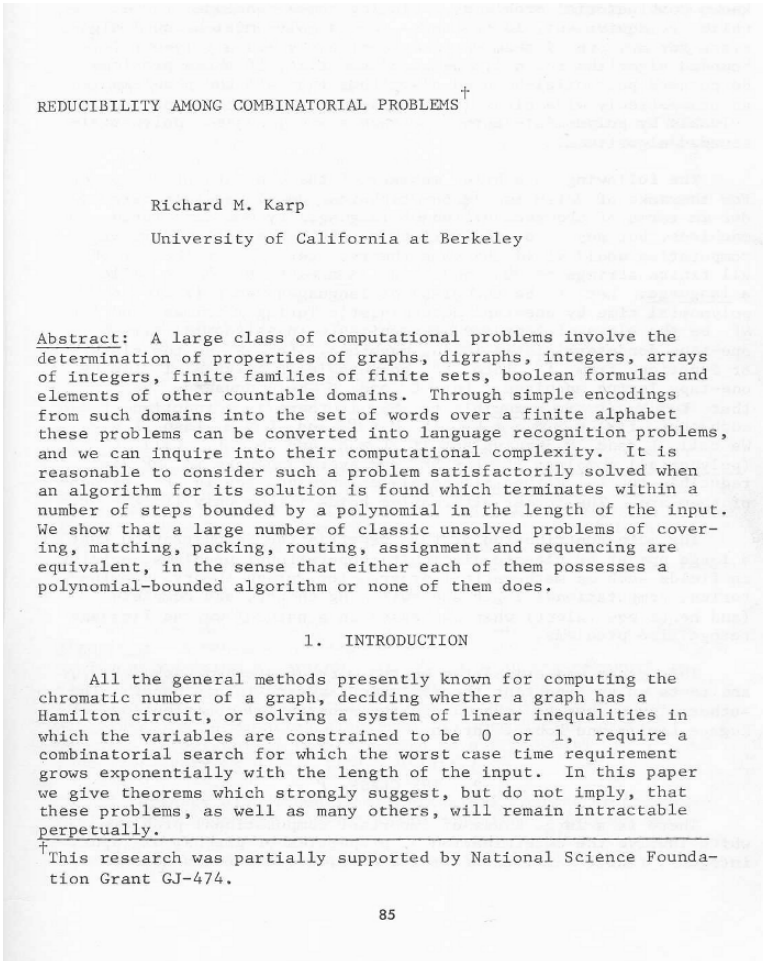 REDUCIBILITY AMONG COMBINATORIAL PROBLEMS†
Richard M. Karp
University of California at Berkeley
Abstract: A large class of computational problems involve the
determination of properties of graphs, digraphs, integers, arrays
of integers, finite families of finite sets, boolean formulas and
elements of other countable domains. Through simple encodings
from such domains into the set of words over a finite alphabet
these problems can be converted into language recognition problems,
and we can inquire into their computational complexity. It is
reasonable to consider such a problem satisfactorily solved when
an algorithm for its solution is found which terminates within a
number of steps bounded by a polynomial in the length of the input.
We show that a large number of classic unsolved problems of cover-
ing, matching, packing, routing, assignment and sequencing are
equivalent, in the sense that either each of them possesses a
polynomial-bounded algorithm or none of them does.
1. INTRODUCTION
All the general methods presently known for computing the
chromatic number of a graph, deciding whether a graph has a
Hamilton circuit, or solving a system of linear inequalities in
which the variables are constrained to be 0 or 1, require a
combinatorial search for which the worst case time requirement
grows exponentially with the length of the input. In this paper
we give theorems which strongly suggest, but do not imply, that
these problems, as well as many others, will remain intractable
perpetually.
†This research was partially supported by National Science Founda-
tion Grant GJ-474.
85